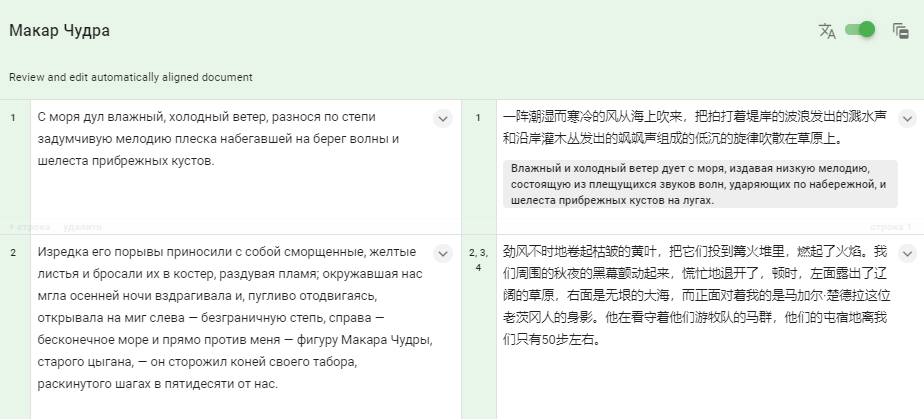 Макар Чудра
Review and edit automatically aligned document
1
С моря дул влажный, холодный ветер, разнося по степи
задумчивую мелодию плеска набегавшей на берег волны и
шелеста прибрежных кустов.
1
一阵潮湿而寒冷的风从海上吹来，把拍打着堤岸的波浪发出的溅水声
和沿岸灌木丛发出的飒飒声组成的低沉的旋律吹散在草原上。
Влажный и холодный ветер дует с моря, издавая низкую мелодию,
состоящую из плещущихся звуков волн, ударяющих по набережной, и
шелеста прибрежных кустов на лугах.
+ строка удалить
строка 1
2
Изредка его порывы приносили с собой сморщенные, желтые
листья и бросали их в костер, раздувая пламя; окружавшая нас
мгла осенней ночи вздрагивала и, пугливо отодвигаясь,
открывала на миг слева — безграничную степь, справа —
бесконечное море и прямо против меня — фигуру Макара Чудры,
старого цыгана, — он сторожил коней своего табора,
раскинутого шагах в пятидесяти от нас.
2, 3,
4
劲风不时地卷起枯皱的黄叶，把它们投到篝火堆里，燃起了火焰。我
们周围的秋夜的黑幕颤动起来，慌忙地退开了，顿时，左面露出了辽
阔的草原，右面是无垠的大海，而正面对着我的是马加尔·楚德拉这位
老茨冈人的身影。他在看守着他们游牧队的马群，他们的屯宿地离我
们只有50步左右。